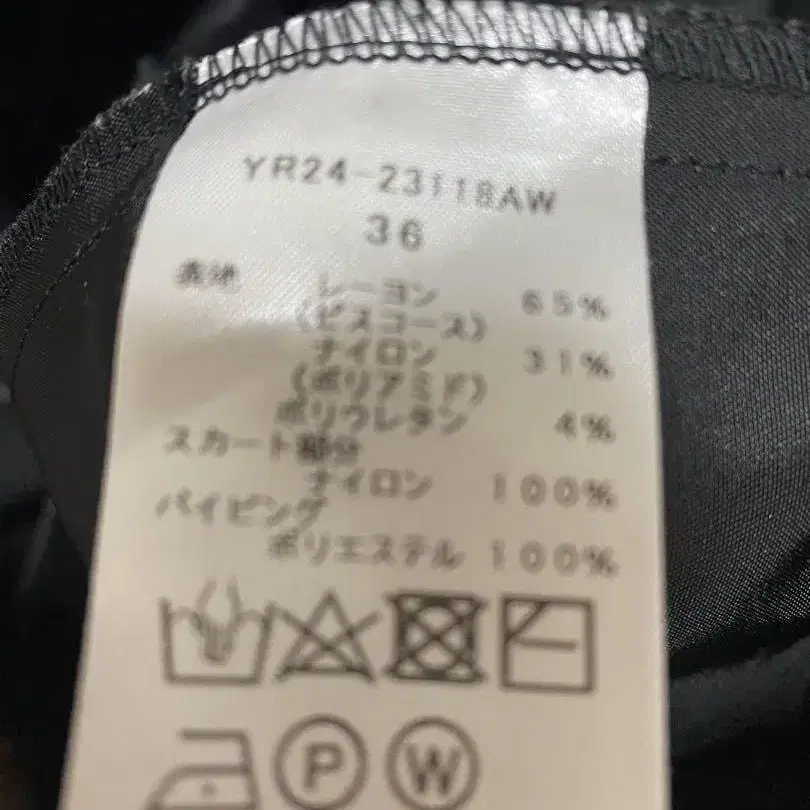 YR24-23118AW
36
表地 レーヨン 65%
(ビスコース)
ナイロン 31%
(ポリアミド)
ポリウレタン 4%
スカート部分
ナイロン 100%
パイピング
ポリエステル 100%
P W